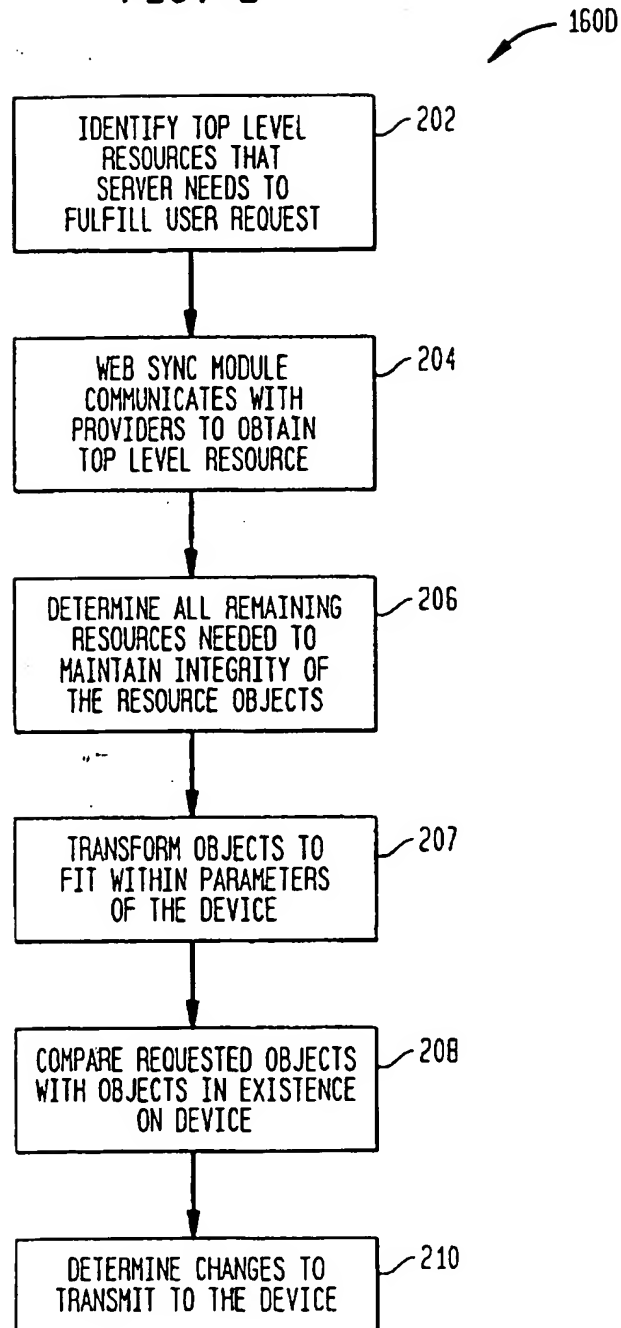 160D
IDENTIFY TOP LEVEL
RESOURCES THAT
SERVER NEEDS TO
FULFILL USER REQUEST
202
WEB SYNC MODULE
COMMUNICATES WITH
PROVIDERS TO OBTAIN
TOP LEVEL RESOURCE
204
DETERMINE ALL REMAINING
RESOURCES NEEDED TO
MAINTAIN INTEGRITY OF
THE RESOURCE OBJECTS
206
TRANSFORM OBJECTS TO
FIT WITHIN PARAMETERS
OF THE DEVICE
207
COMPARE REQUESTED OBJECTS
WITH OBJECTS IN EXISTENCE
ON DEVICE
208
DETERMINE CHANGES TO
TRANSMIT TO THE DEVICE
210